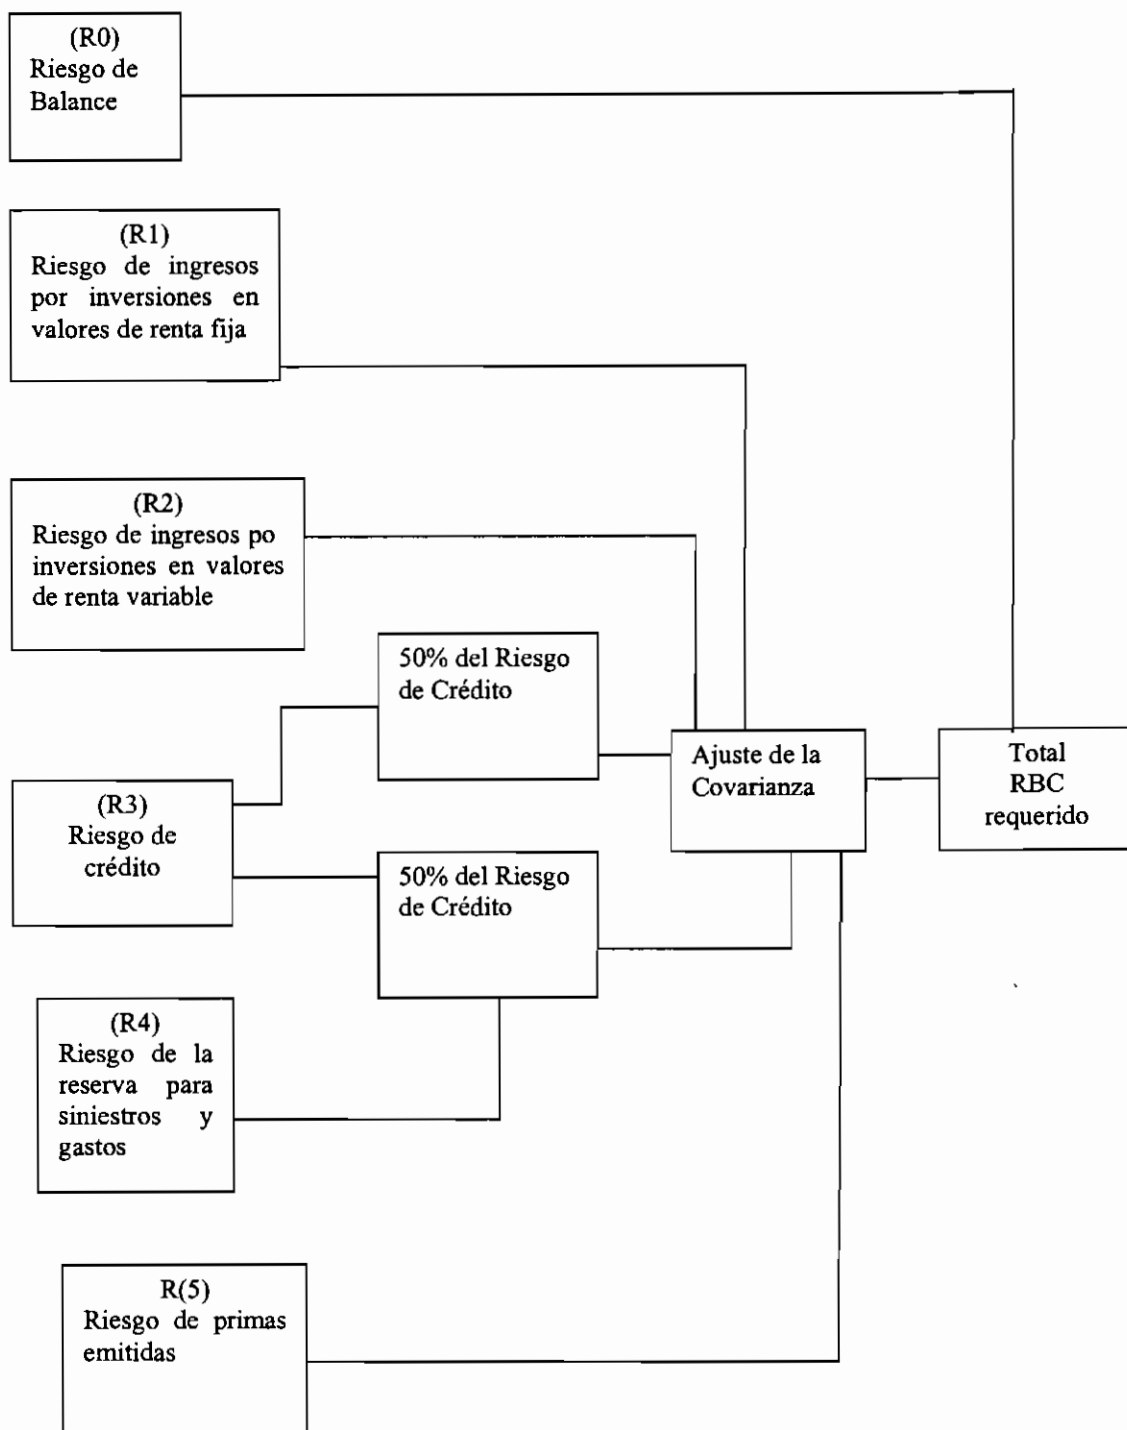 (R0)
Riesgo de
Balance
(R1)
Riesgo de ingresos
por inversiones en
valores de renta fija
(R2)
Riesgo de ingresos po
inversiones en valores
de renta variable
50% del Riesgo
de Crédito
Ajuste de la
Covarianza
Total
RBC
requerido
(R3)
Riesgo de
crédito
50% del Riesgo
de Crédito
(R4)
Riesgo de la
reserva para
siniestros y
gastos
R(5)
Riesgo de primas
emitidas